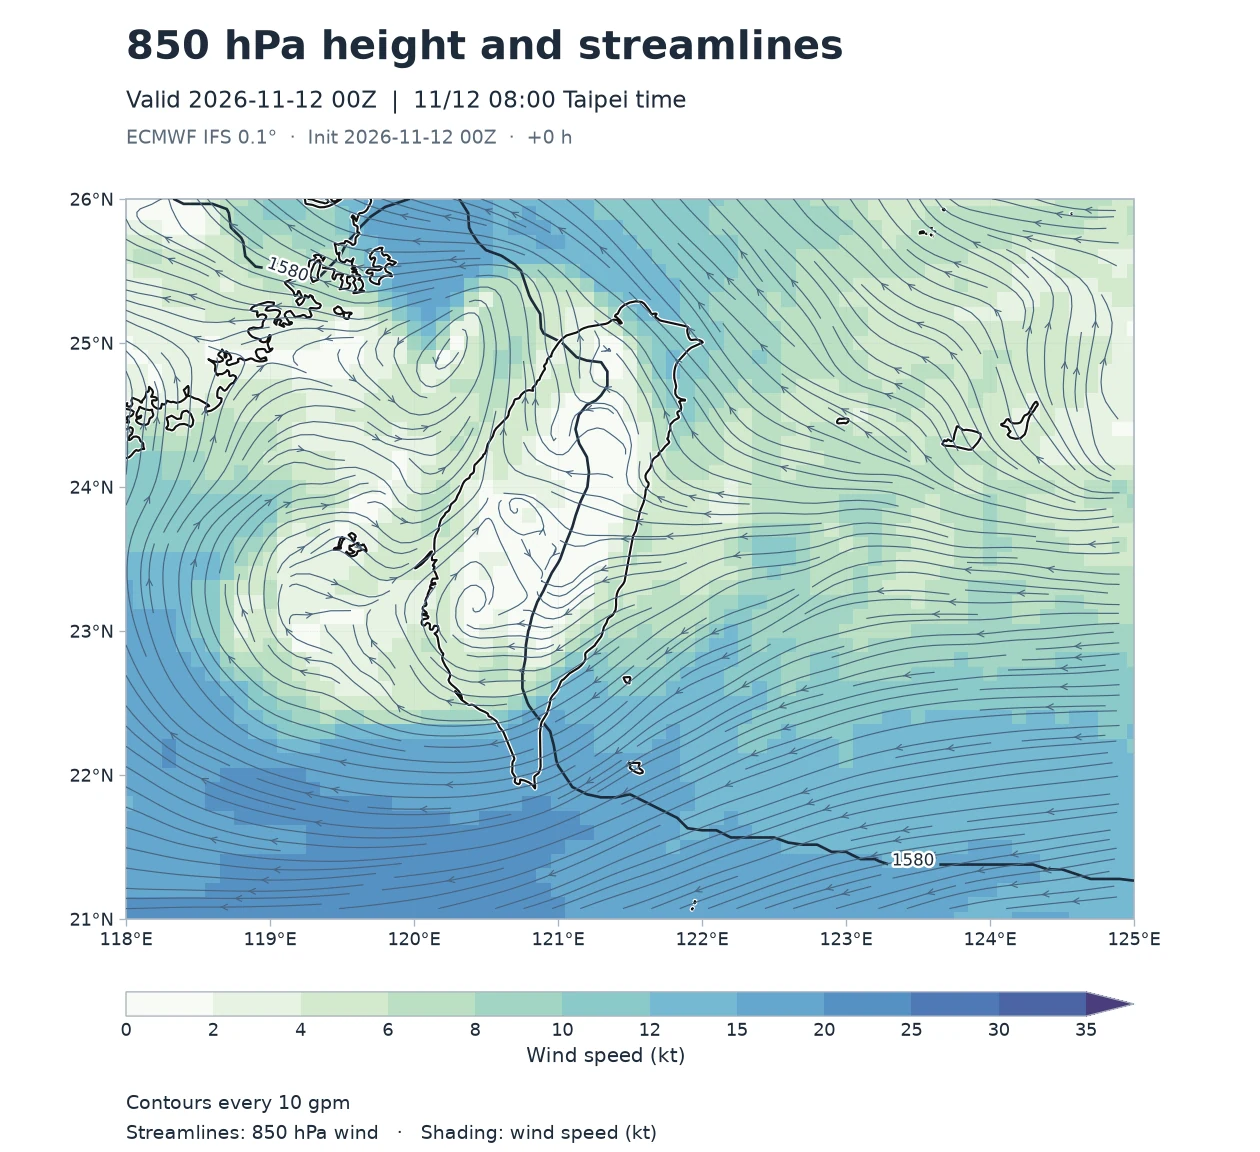 850 hPa height and streamlines
Valid 2026-11-12 00Z | 11/12 08:00 Taipei time
ECMWF IFS 0.1° · Init 2026-11-12 00Z · +0 h
26°N
1580
25°N
24°N
23°N
22°N
1580
21°N
118°E 119°E 120°E 121°E 122°E 123°E 124°E 125°E
0 2 4 6 8 10 12 15 20 25 30 35
Wind speed (kt)
Contours every 10 gpm
Streamlines: 850 hPa wind · Shading: wind speed (kt)